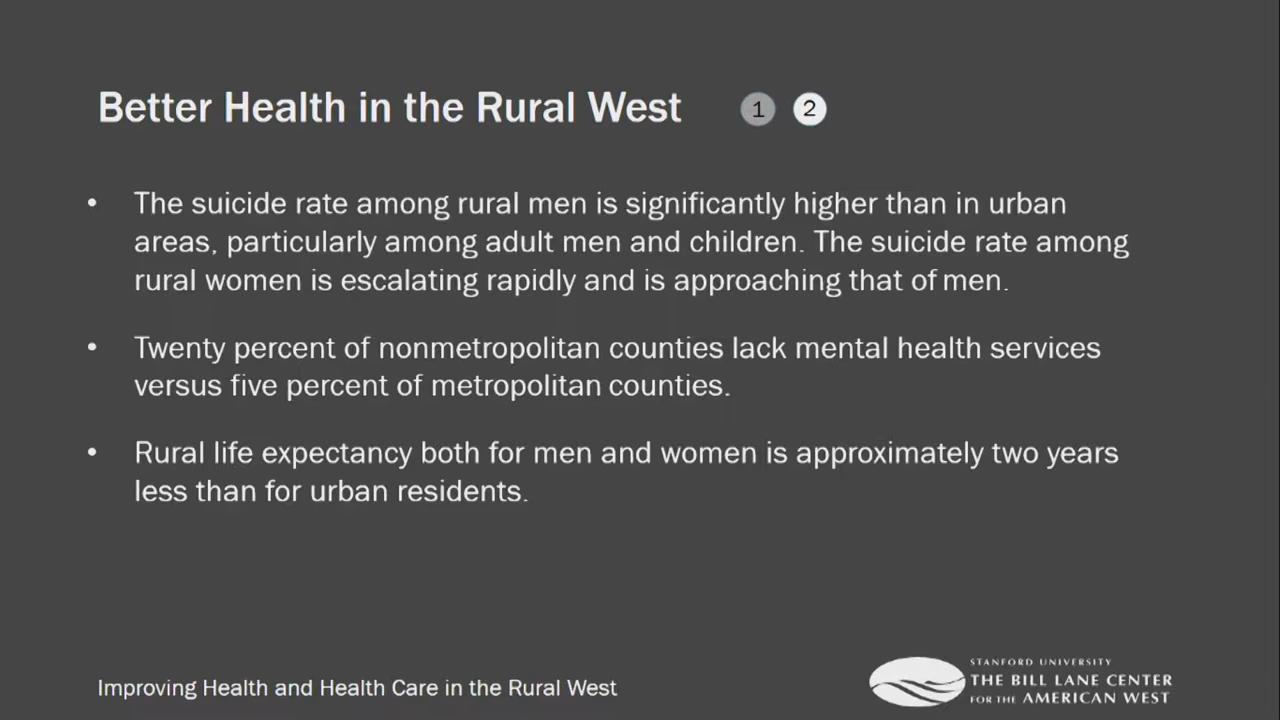 Better Health in the Rural West
1 2
• The suicide rate among rural men is significantly higher than in urban
areas, particularly among adult men and children. The suicide rate among
rural women is escalating rapidly and is approaching that of men.
• Twenty percent of nonmetropolitan counties lack mental health services
versus five percent of metropolitan counties.
• Rural life expectancy both for men and women is approximately two years
less than for urban residents.
Improving Health and Health Care in the Rural West
STANFORD UNIVERSITY
THE BILL LANE CENTER
FOR THE AMERICAN WEST